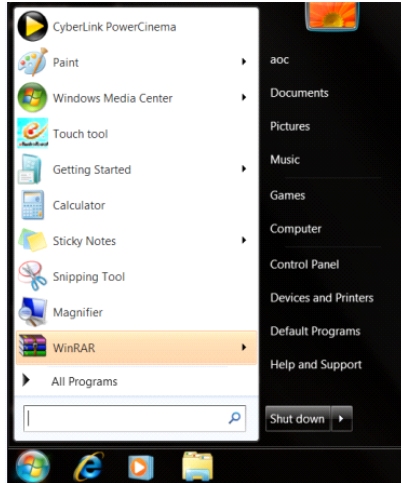 CyberLink PowerCinema
Paint
Windows Media Center
Touch tool
Getting Started
Calculator
Sticky Notes
Snipping Tool
Magnifier
WinRAR
All Programs
aoc
Documents
Pictures
Music
Games
Computer
Control Panel
Devices and Printers
Default Programs
Help and Support
Shut down